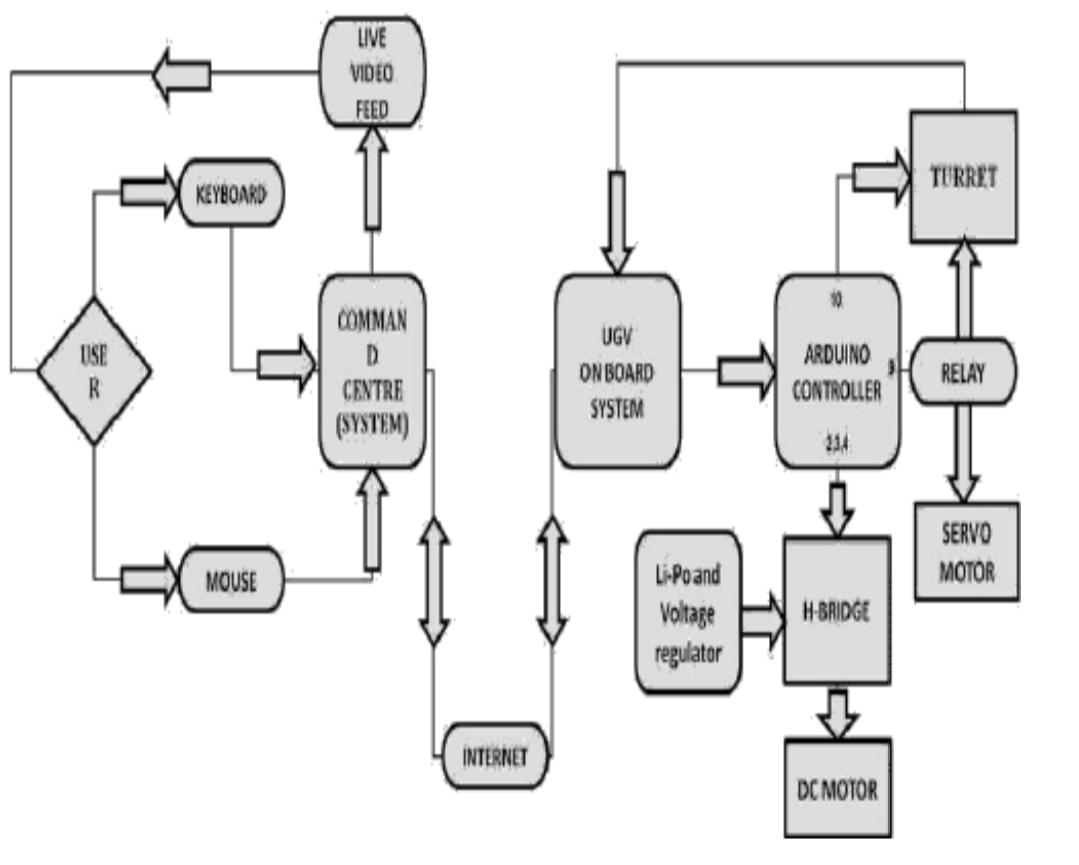 LIVE
VIDEO
FEED
KEYBOARD
USE
R
COMMAN
D
CENTRE
(SYSTEM)
MOUSE
INTERNET
UGV
ON BOARD
SYSTEM
10
ARDUINO
CONTROLLER
9
2,3,4
TURRET
RELAY
SERVO
MOTOR
Li-Po and
Voltage
regulator
H-BRIDGE
DC MOTOR